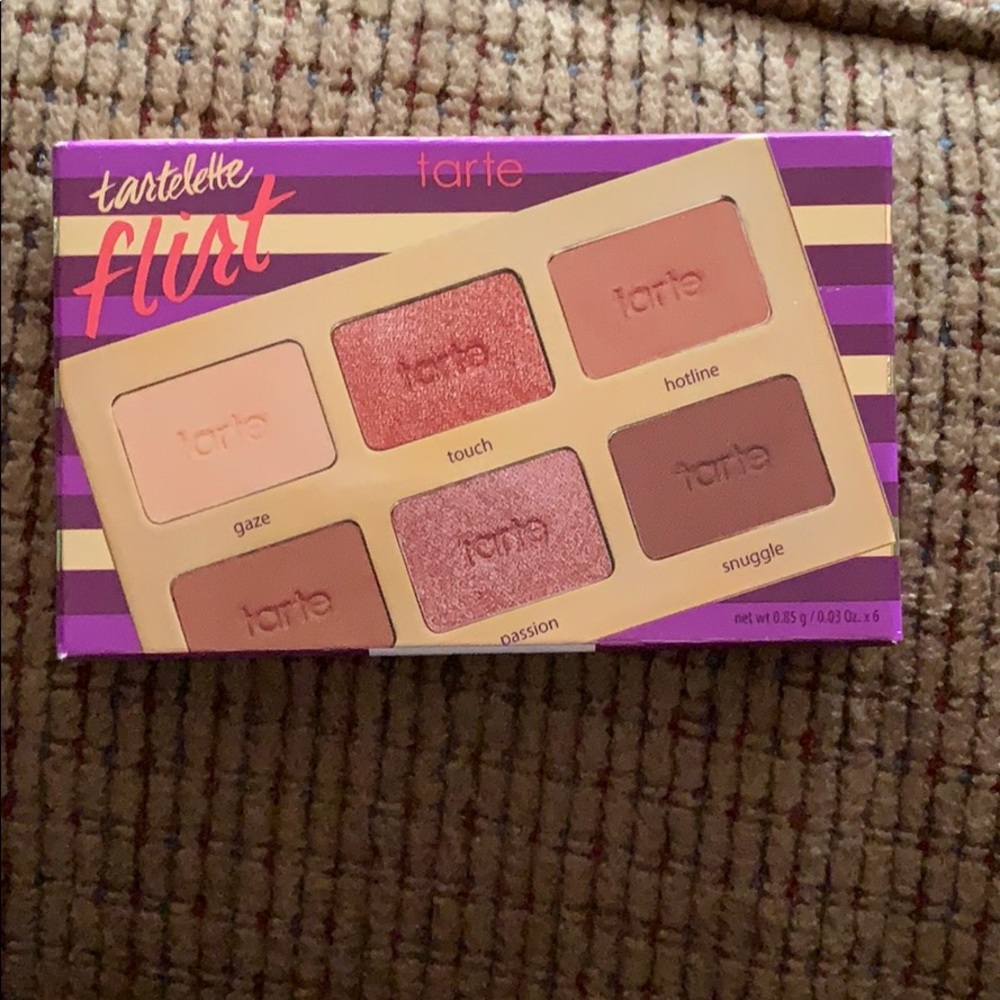 tartelette
flirt
tarte
tarte
tarte
tarte
gaze
touch
hotline
tarte
tarte
tarte
passion
snuggle
net wt 0.85 g / 0.03 Oz. x 6